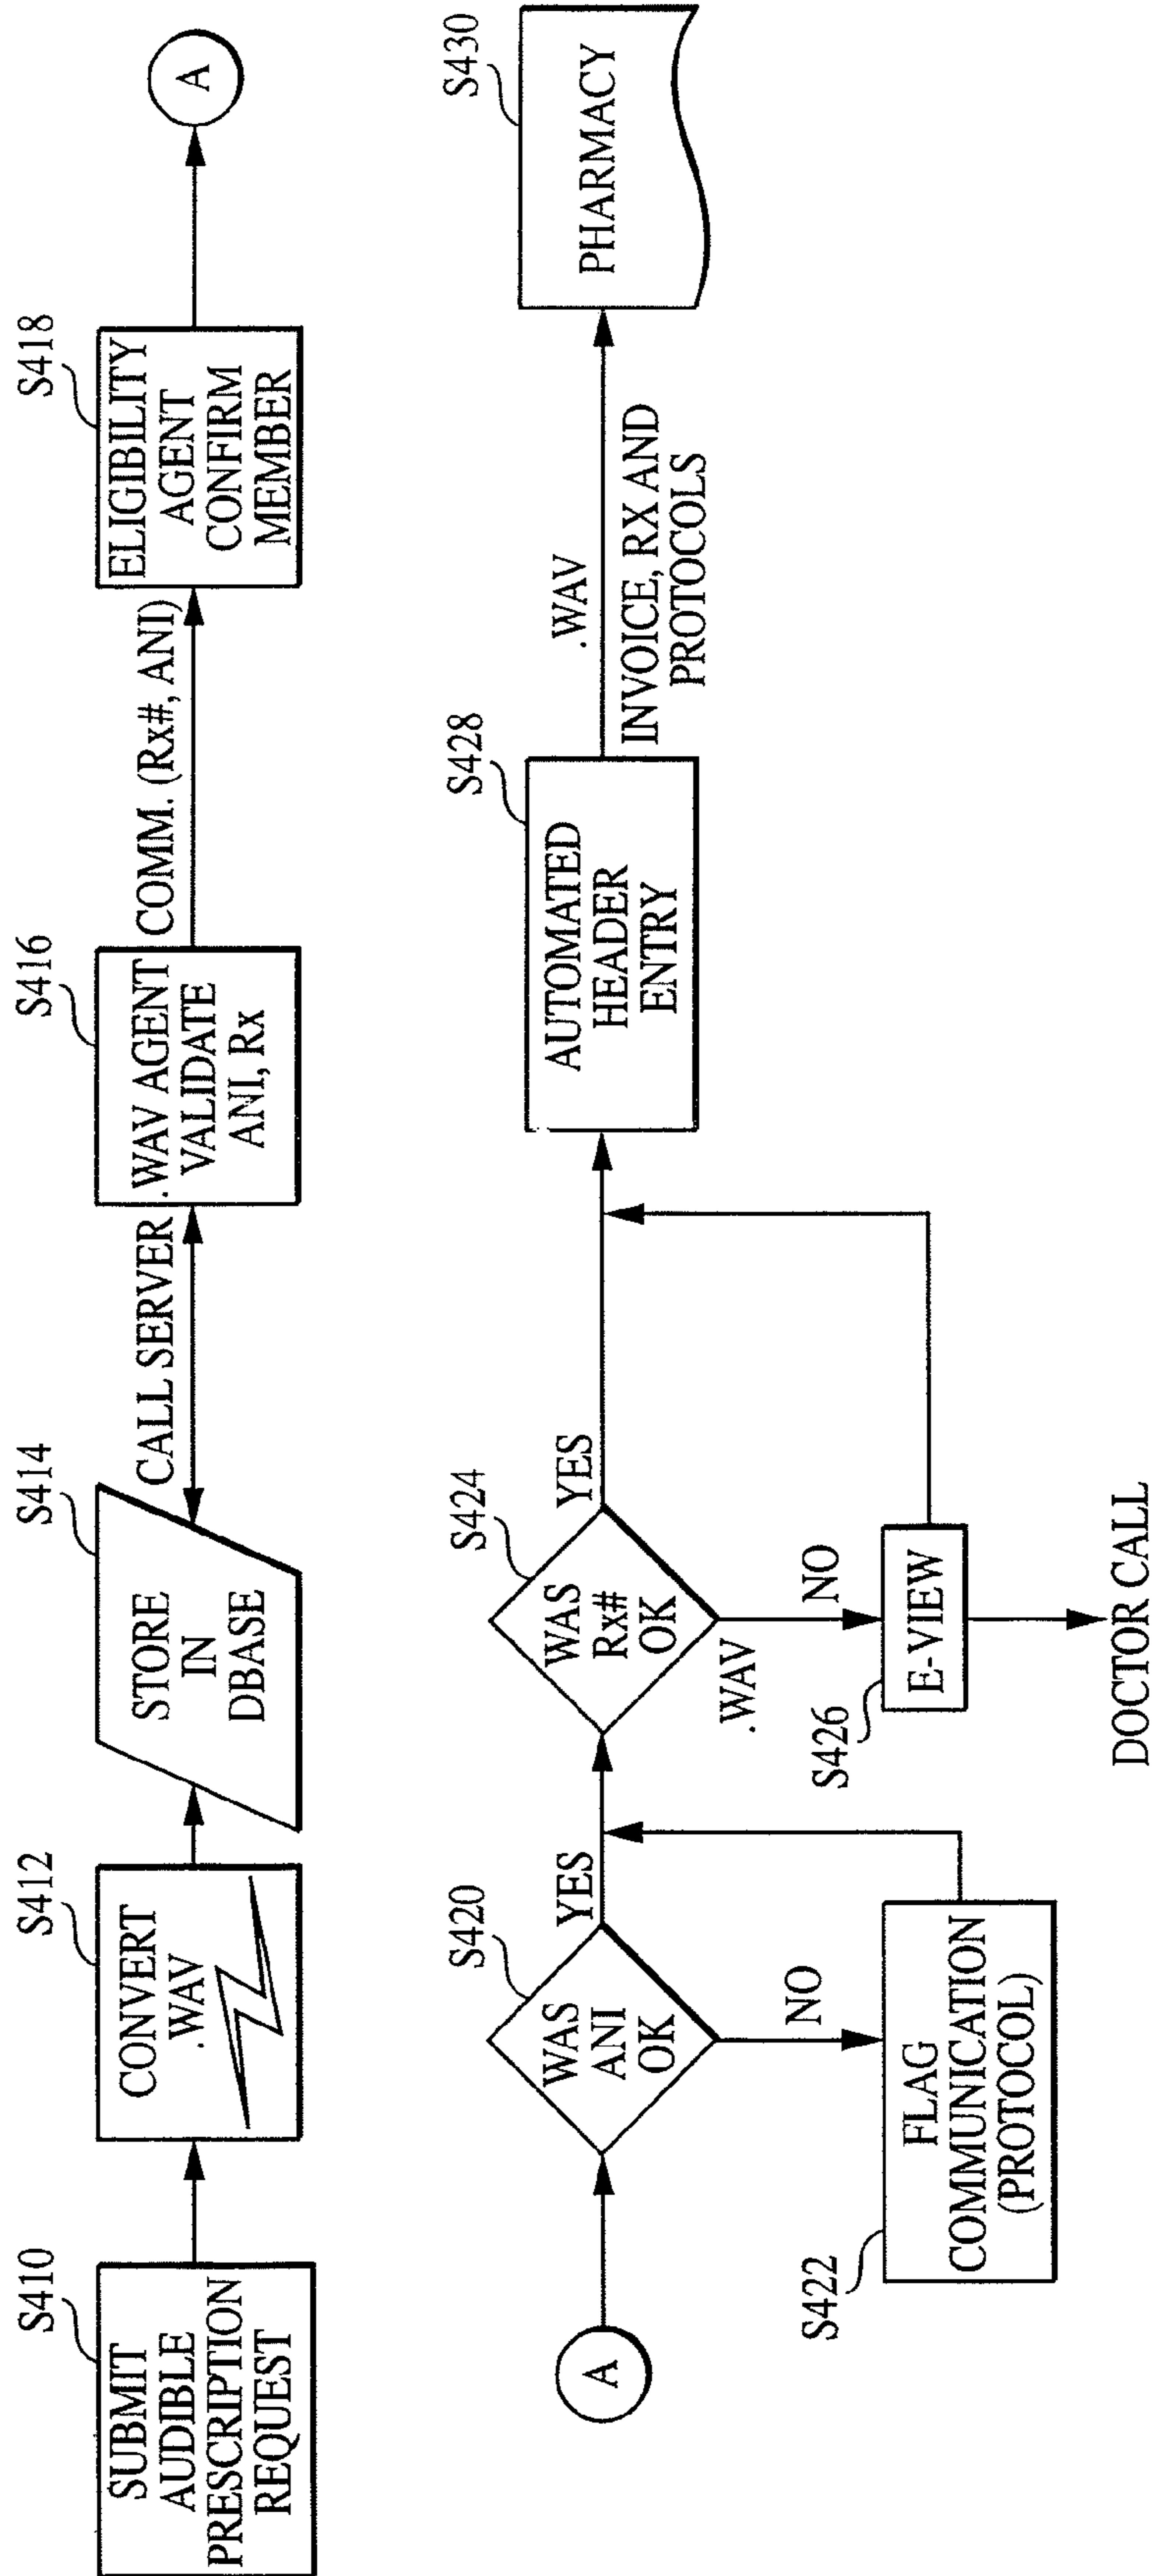 S410
SUBMIT
AUDIBLE
PRESCRIPTION
REQUEST
S412
CONVERT
.WAV
S414
STORE
IN
DBASE
CALL SERVER
S416
.WAV AGENT
VALIDATE
ANI, Rx
COMM. (Rx#, ANI)
S418
ELIGIBILITY
AGENT
CONFIRM
MEMBER
A
A
S420
WAS
ANI
OK
YES
NO
S422
FLAG
COMMUNICATION
(PROTOCOL)
S424
WAS
Rx#
OK
YES
.WAV
NO
S426
E-VIEW
DOCTOR CALL
S428
AUTOMATED
HEADER
ENTRY
.WAV
INVOICE, RX AND
PROTOCOLS
S430
PHARMACY